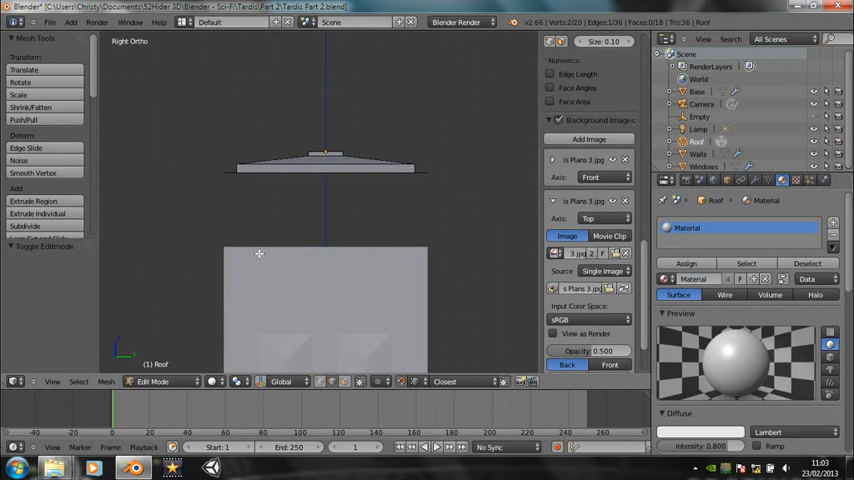 Blender* [C:\Users\Christy\Documents\52Hider 3D\Blender - Sci-Fi\Tardis\Part 2\Tardis Part 2.blend]
File Add Render Window Help Default Scene Blender Render v2.66 | Verts:2/20 | Edges:1/36 | Faces:0/18 | Tris:36 | Roof
Mesh Tools
Transform:
Translate
Rotate
Scale
Shrink/Fatten
Push/Pull
Deform:
Edge Slide
Noise
Smooth Vertex
Add:
Extrude Region
Extrude Individual
Subdivide
Toggle Editmode
Right Ortho
(1) Roof
Size: 0.10
Numerics:
Edge Length
Face Angles
Face Area
Background Images
Add Image
is Plans 3.jpg
Axis: Front
is Plans 3.jpg
Axis: Top
Image Movie Clip
3.jpg 2 F
Source Single Image
s Plans 3.jpg
Input Color Space:
sRGB
View as Render
Opacity: 0.500
Back Front
View Search All Scenes
Scene
RenderLayers
World
Base
Camera
Empty
Lamp
Roof
Walls
Windows
Roof Material
Material
Assign Select Deselect
Material 4 F Data
Surface Wire Volume Halo
Preview
Diffuse
Lambert
Intensity: 0.800 Ramp
View Select Mesh Edit Mode Global Closest
-40 -20 0 20 40 60 80 100 120 140 160 180 200 220 240 260
View Marker Frame Playback Start: 1 End: 250 1 No Sync
11:03
23/02/2013